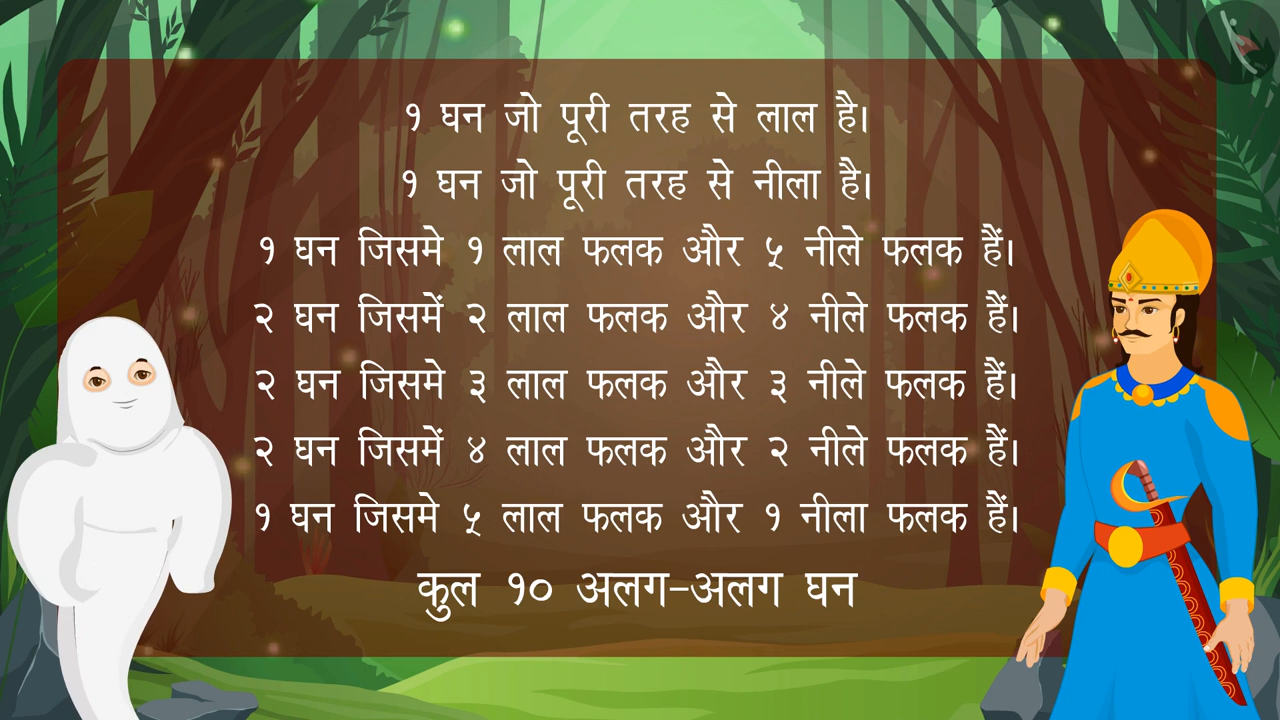 १ घन जो पूरी तरह से लाल है।
१ घन जो पूरी तरह से नीला है।
१ घन जिसमे १ लाल फलक और ५ नीले फलक हैं।
२ घन जिसमें २ लाल फलक और ४ नीले फलक हैं।
२ घन जिसमे ३ लाल फलक और ३ नीले फलक हैं।
२ घन जिसमें ४ लाल फलक और २ नीले फलक हैं।
१ घन जिसमे ५ लाल फलक और १ नीला फलक हैं।
कुल १० अलग-अलग घन